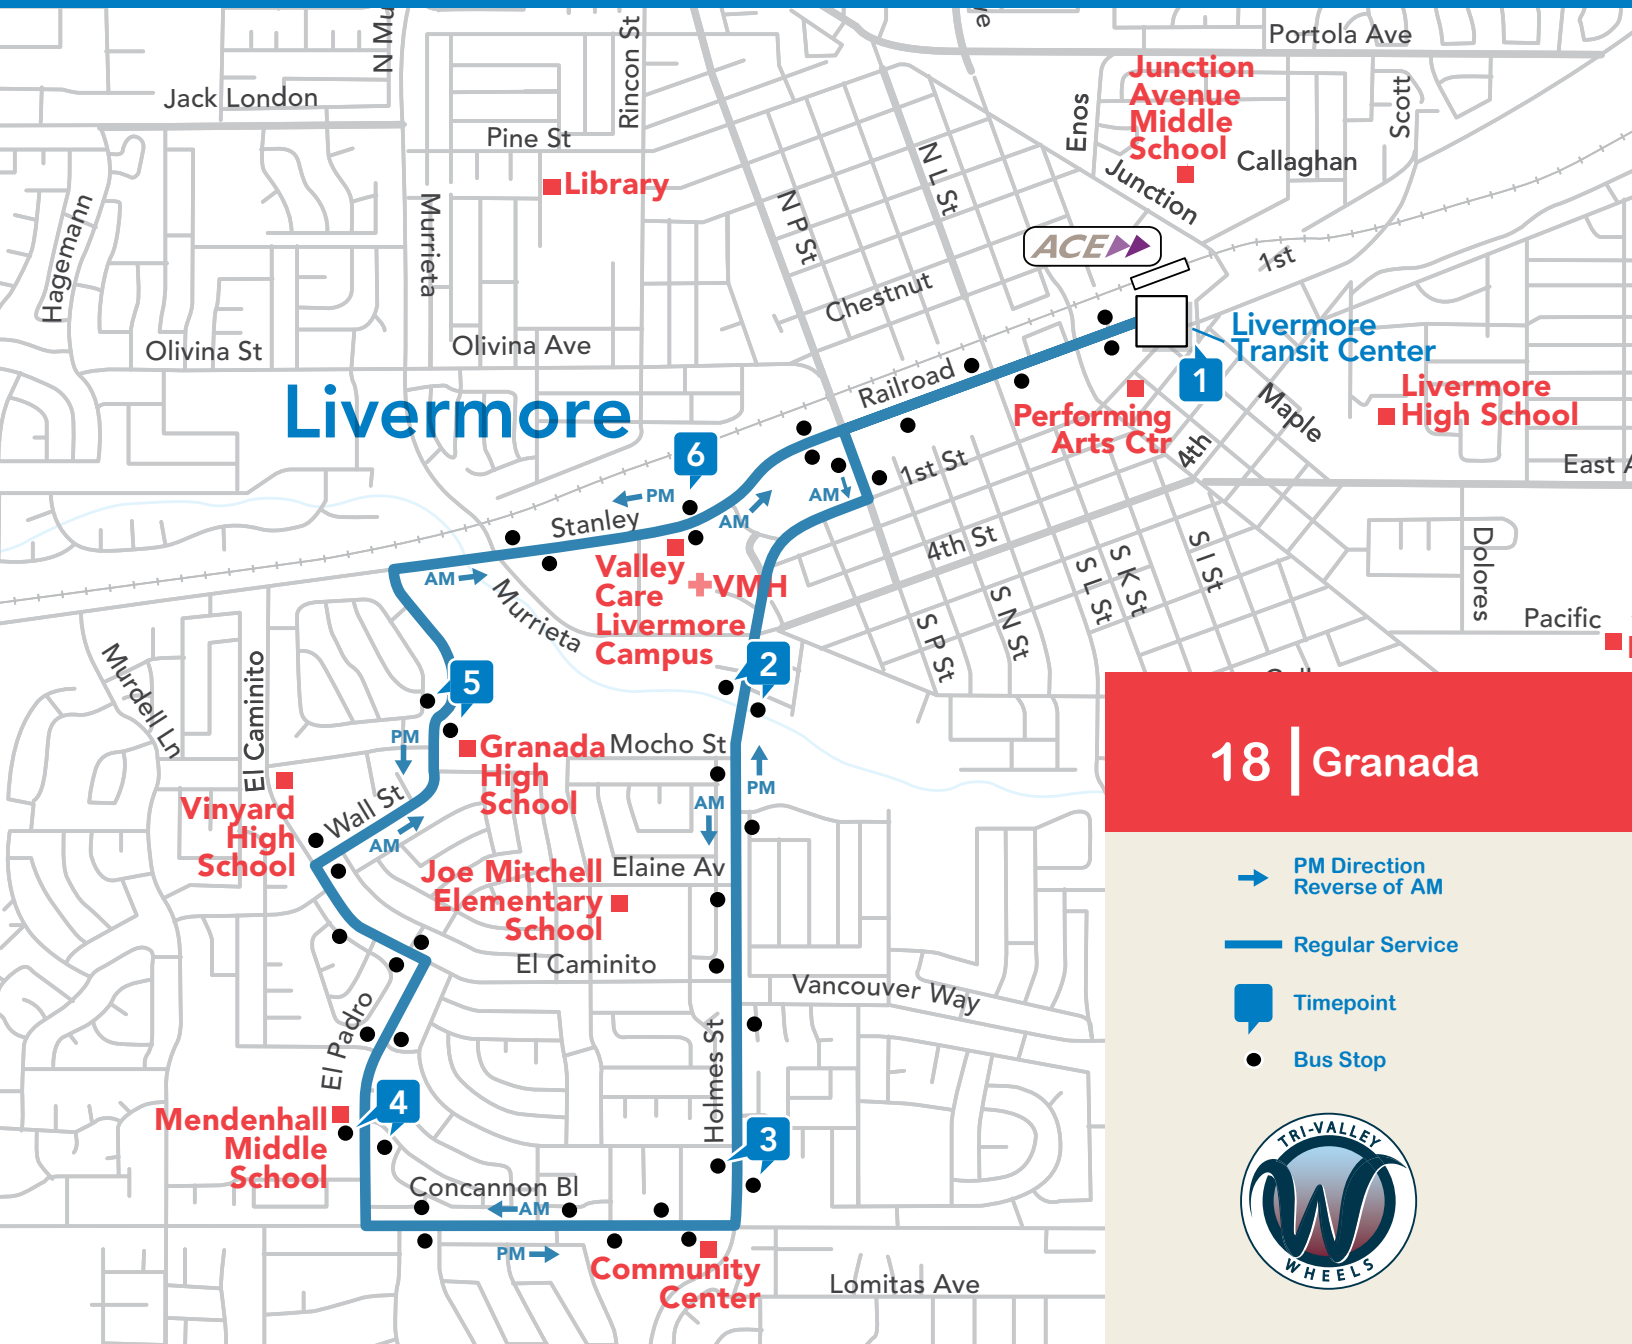 Portola Ave
N Mu
Rincon St
Jack London
Pine St
Library
Junction
Avenue
Middle
School
Enos
Scott
Callaghan
Junction
N L St
N P St
Hagemann
Murrieta
ACE
1st
Chestnut
Olivina St
Olivina Ave
Livermore
Transit Center
1
Railroad
Livermore
Performing
Arts Ctr
Maple
Livermore
High School
4th
East A
6
1st St
PM
AM
AM
Stanley
4th St
AM
Murrieta
Valley
Care
Livermore
Campus
VMH
S I St
S K St
S L St
S N St
S P St
Dolores
Pacific
Murdell Ln
El Caminito
5
2
PM
Granada
High
School
Mocho St
PM
AM
Vinyard
High
School
Wall St
AM
Joe Mitchell
Elementary
School
Elaine Av
El Caminito
Vancouver Way
El Padro
Holmes St
Mendenhall
Middle
School
4
3
Concannon Bl
AM
PM
Community
Center
Lomitas Ave
18 | Granada
PM Direction
Reverse of AM
Regular Service
Timepoint
Bus Stop
TRI-VALLEY
W
WHEELS